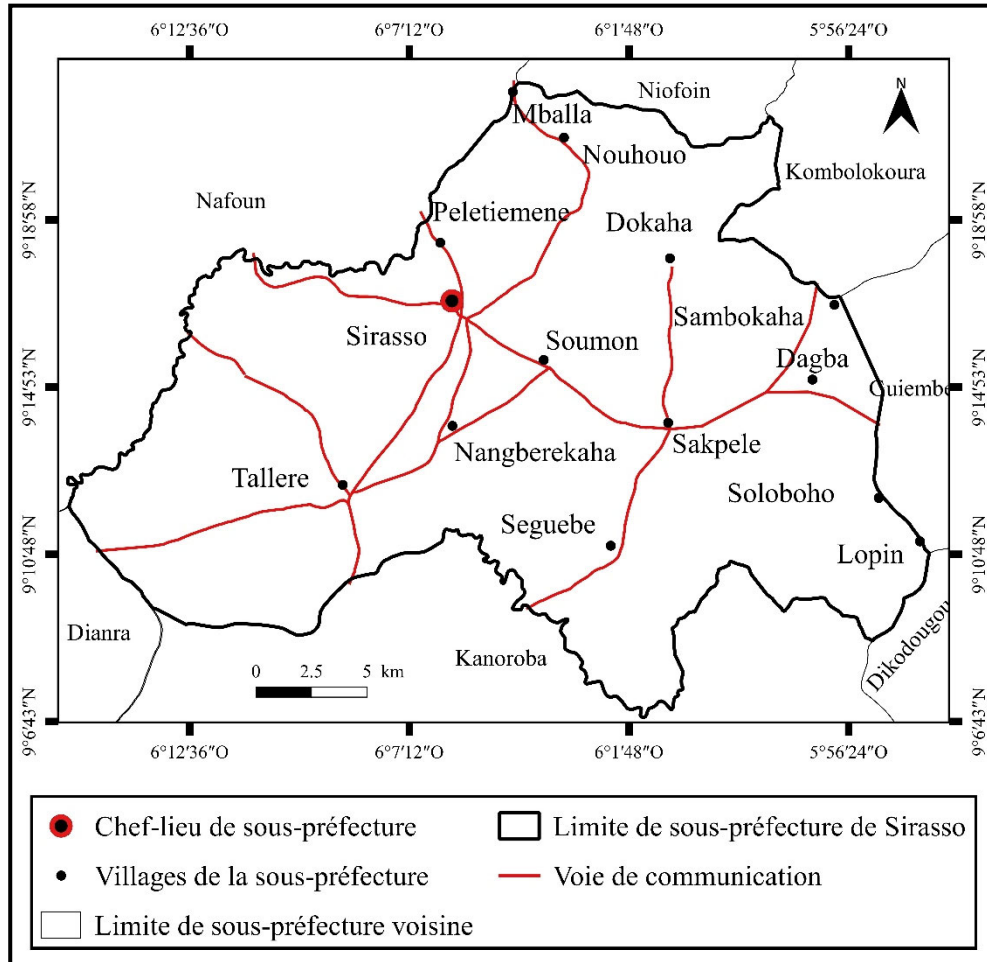 6°12'36"O
6°7'12"O
6°1'48"O
5°56'24"O
N
Niofoin
Mballa
Nouhouo
Kombolokoura
Nafoun
9°18'58"N
9°18'58"N
Peletiemene
Dokaha
Sirasso
Soumon
Sambokaha
Dagba
Guiembe
9°14'53"N
9°14'53"N
Nangberekaha
Sakpele
Tallere
Soloboho
Seguebe
Lopin
9°10'48"N
9°10'48"N
Dianra
Kanoroba
Dikodougou
0 2.5 5 km
9°6'43"N
9°6'43"N
6°12'36"O
6°7'12"O
6°1'48"O
5°56'24"O
Chef-lieu de sous-préfecture
Limite de sous-préfecture de Sirasso
Villages de la sous-préfecture
Voie de communication
Limite de sous-préfecture voisine